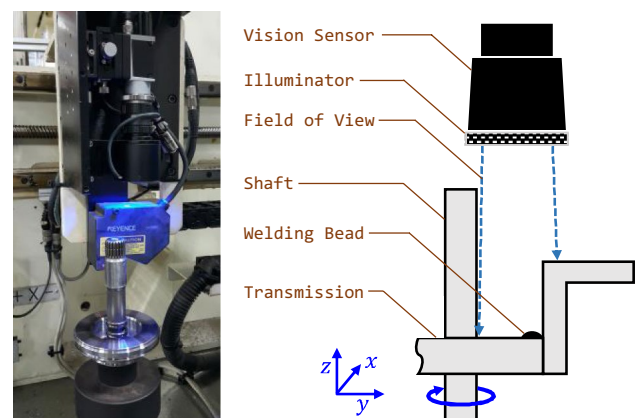 Vision Sensor
Illuminator
Field of View
Shaft
Welding Bead
Transmission
KEYENCE
+X-
z
x
y